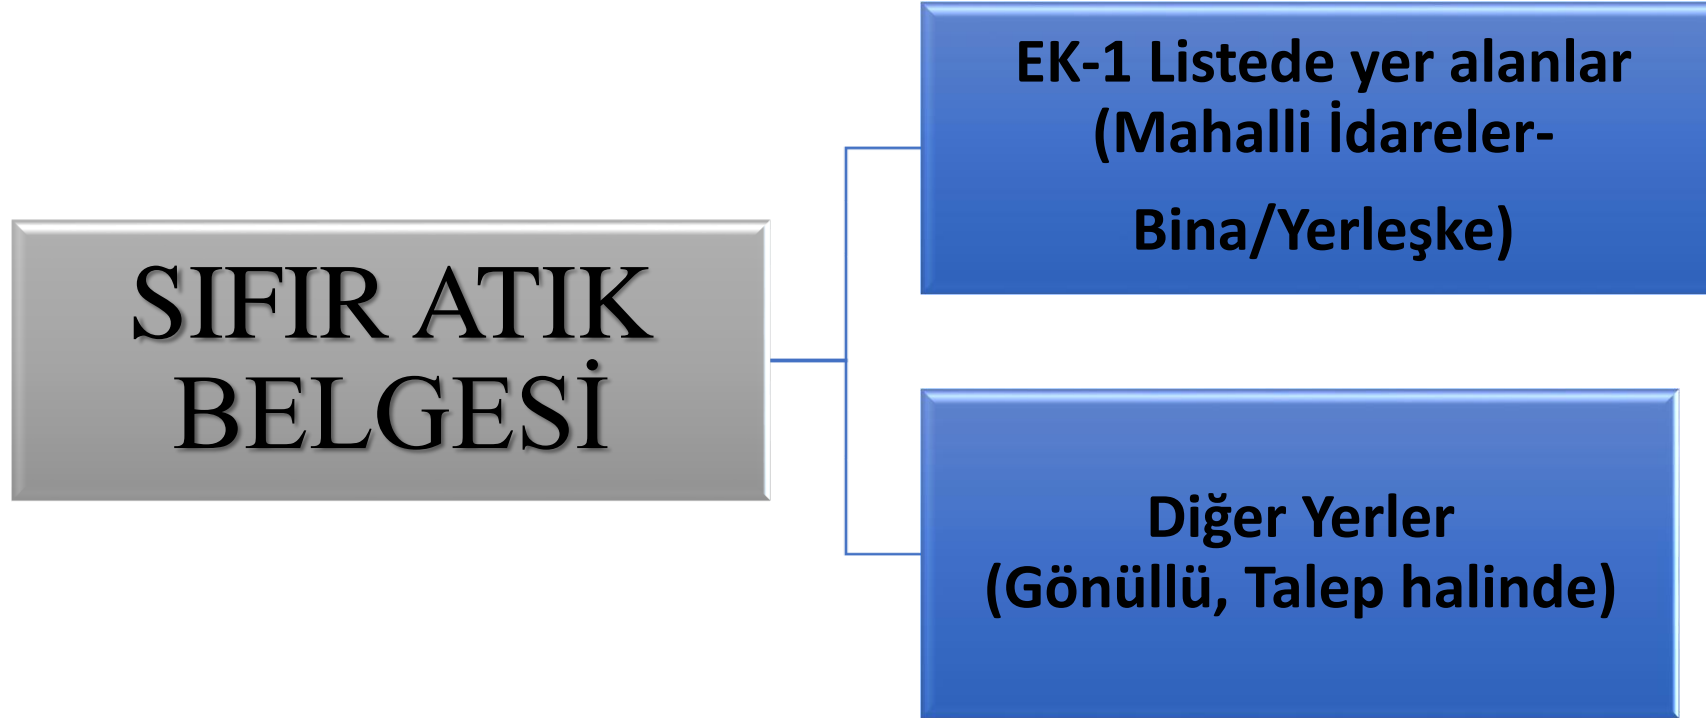 SIFIR ATIK
BELGESİ
EK-1 Listede yer alanlar
(Mahalli İdareler-
Bina/Yerleşke)
Diğer Yerler
(Gönüllü, Talep halinde)